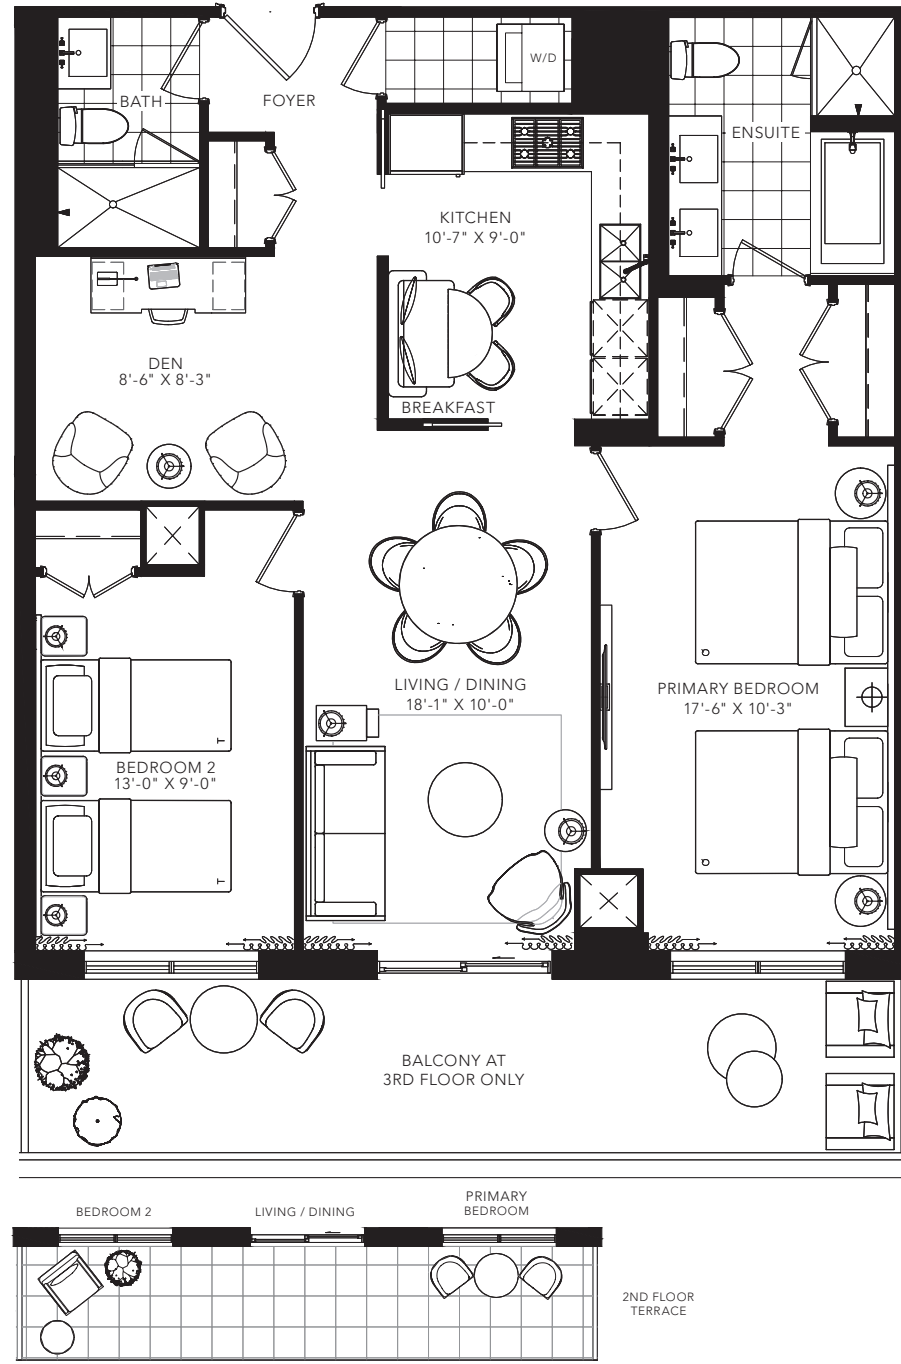 W/D
BATH
FOYER
ENSUITE
KITCHEN
10'-7" X 9'-0"
DEN
8'-6" X 8'-3"
BREAKFAST
LIVING / DINING
18'-1" X 10'-0"
PRIMARY BEDROOM
17'-6" X 10'-3"
BEDROOM 2
13'-0" X 9'-0"
BALCONY AT
3RD FLOOR ONLY
BEDROOM 2
LIVING / DINING
PRIMARY
BEDROOM
2ND FLOOR
TERRACE